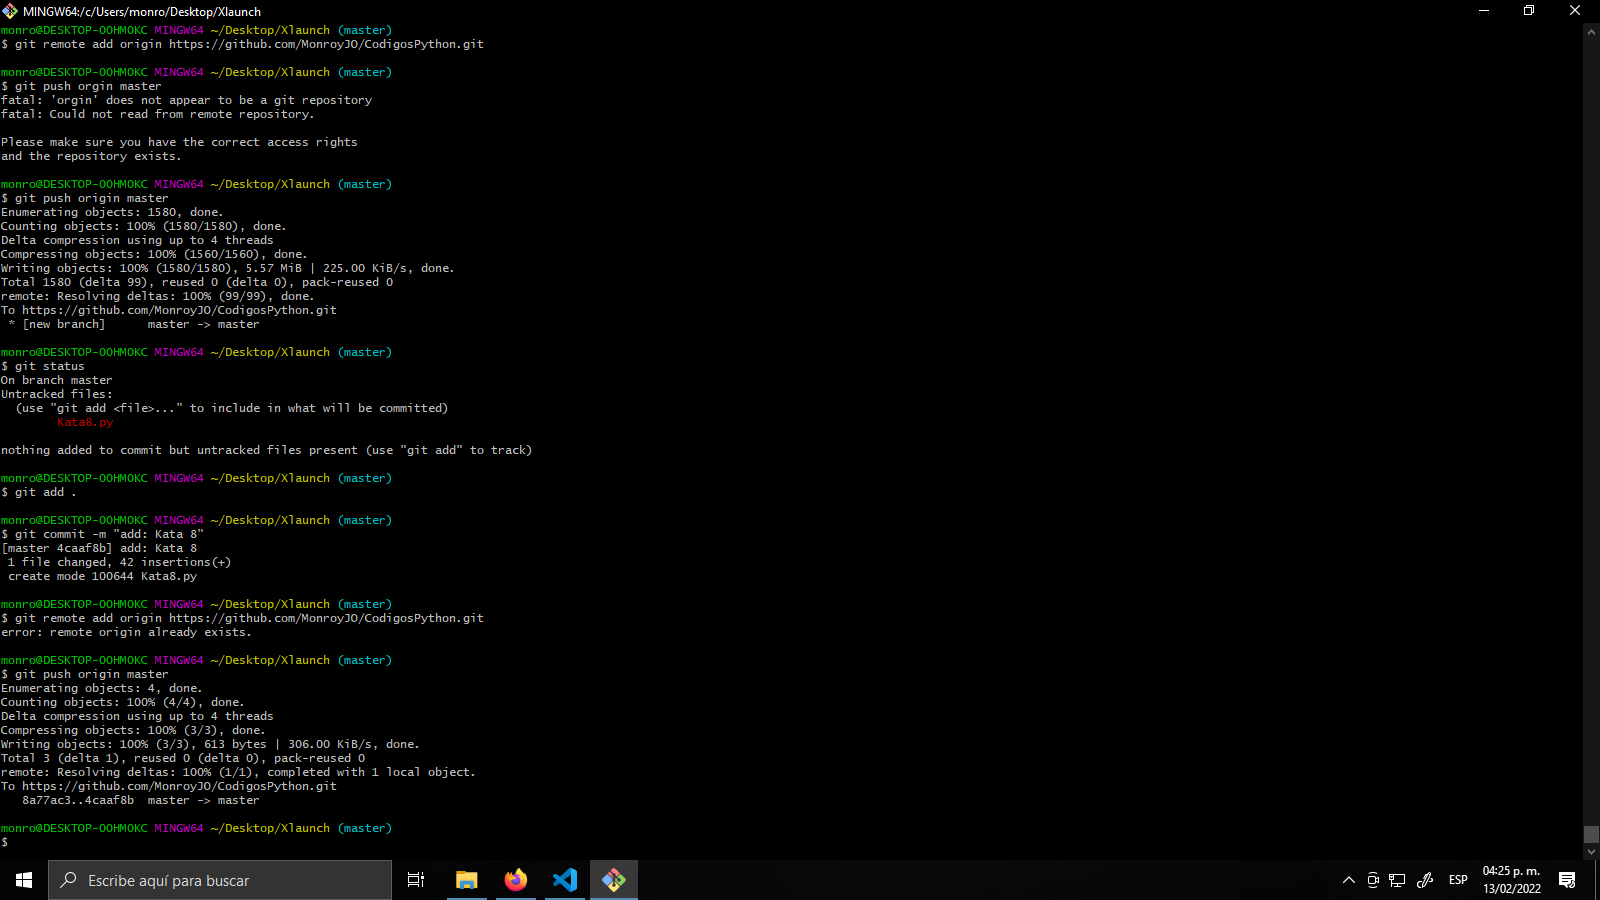 MINGW64:/c/Users/monro/Desktop/Xlaunch
monro@DESKTOP-OOHMOKC MINGW64 ~/Desktop/Xlaunch (master)
$ git remote add origin https://github.com/MonroyJO/CodigosPython.git
monro@DESKTOP-OOHMOKC MINGW64 ~/Desktop/Xlaunch (master)
$ git push orgin master
fatal: 'orgin' does not appear to be a git repository
fatal: Could not read from remote repository.
Please make sure you have the correct access rights
and the repository exists.
monro@DESKTOP-OOHMOKC MINGW64 ~/Desktop/Xlaunch (master)
$ git push origin master
Enumerating objects: 1580, done.
Counting objects: 100% (1580/1580), done.
Delta compression using up to 4 threads
Compressing objects: 100% (1560/1560), done.
Writing objects: 100% (1580/1580), 5.57 MiB | 225.00 KiB/s, done.
Total 1580 (delta 99), reused 0 (delta 0), pack-reused 0
remote: Resolving deltas: 100% (99/99), done.
To https://github.com/MonroyJO/CodigosPython.git
* [new branch]      master -> master
monro@DESKTOP-OOHMOKC MINGW64 ~/Desktop/Xlaunch (master)
$ git status
On branch master
Untracked files:
(use "git add <file>..." to include in what will be committed)
Kata8.py
nothing added to commit but untracked files present (use "git add" to track)
monro@DESKTOP-OOHMOKC MINGW64 ~/Desktop/Xlaunch (master)
$ git add .
monro@DESKTOP-OOHMOKC MINGW64 ~/Desktop/Xlaunch (master)
$ git commit -m "add: Kata 8"
[master 4caaf8b] add: Kata 8
1 file changed, 42 insertions(+)
create mode 100644 Kata8.py
monro@DESKTOP-OOHMOKC MINGW64 ~/Desktop/Xlaunch (master)
$ git remote add origin https://github.com/MonroyJO/CodigosPython.git
error: remote origin already exists.
monro@DESKTOP-OOHMOKC MINGW64 ~/Desktop/Xlaunch (master)
$ git push origin master
Enumerating objects: 4, done.
Counting objects: 100% (4/4), done.
Delta compression using up to 4 threads
Compressing objects: 100% (3/3), done.
Writing objects: 100% (3/3), 613 bytes | 306.00 KiB/s, done.
Total 3 (delta 1), reused 0 (delta 0), pack-reused 0
remote: Resolving deltas: 100% (1/1), completed with 1 local object.
To https://github.com/MonroyJO/CodigosPython.git
8a77ac3..4caaf8b  master -> master
monro@DESKTOP-OOHMOKC MINGW64 ~/Desktop/Xlaunch (master)
$
Escribe aquí para buscar
ESP
04:25 p. m.
13/02/2022